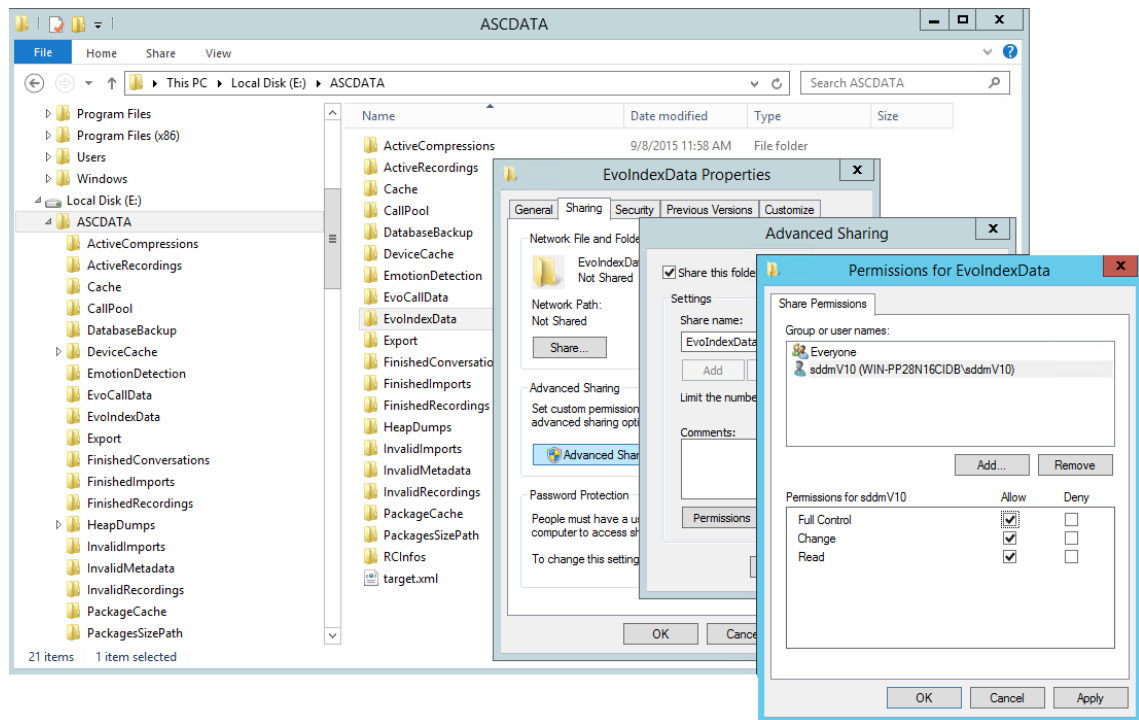 ASCDATA
File Home Share View
This PC Local Disk (E:) ASCDATA
Search ASCDATA
Program Files
Program Files (x86)
Users
Windows
Local Disk (E:)
ASCDATA
ActiveCompressions
ActiveRecordings
Cache
CallPool
DatabaseBackup
DeviceCache
EmotionDetection
EvoCallData
EvoIndexData
Export
FinishedConversations
FinishedImports
FinishedRecordings
HeapDumps
InvalidImports
InvalidMetadata
InvalidRecordings
PackageCache
PackagesSizePath
21 items 1 item selected
Name Date modified Type Size
ActiveCompressions 9/8/2015 11:58 AM File folder
ActiveRecordings
Cache
CallPool
DatabaseBackup
DeviceCache
EmotionDetection
EvoCallData
EvoIndexData
Export
FinishedConversatio
FinishedImports
FinishedRecordings
HeapDumps
InvalidImports
InvalidMetadata
InvalidRecordings
PackageCache
PackagesSizePath
RCInfos
target.xml
EvoIndexData Properties
General Sharing Security Previous Versions Customize
Network File and Folde
EvoIndexDa
Not Shared
Network Path:
Not Shared
Share...
Advanced Sharing
Set custom permission
advanced sharing opti
Advanced Shar
Password Protection
People must have a us
computer to access sh
To change this setting
OK Cance
Advanced Sharing
Share this folde
Settings
Share name:
EvoIndexData
Add
Limit the numbe
Comments:
Permissions
Permissions for EvoIndexData
Share Permissions
Group or user names:
Everyone
sddmV10 (WIN-PP28N16CIDB\sddmV10)
Add... Remove
Permissions for sddmV10 Allow Deny
Full Control
Change
Read
OK Cancel Apply